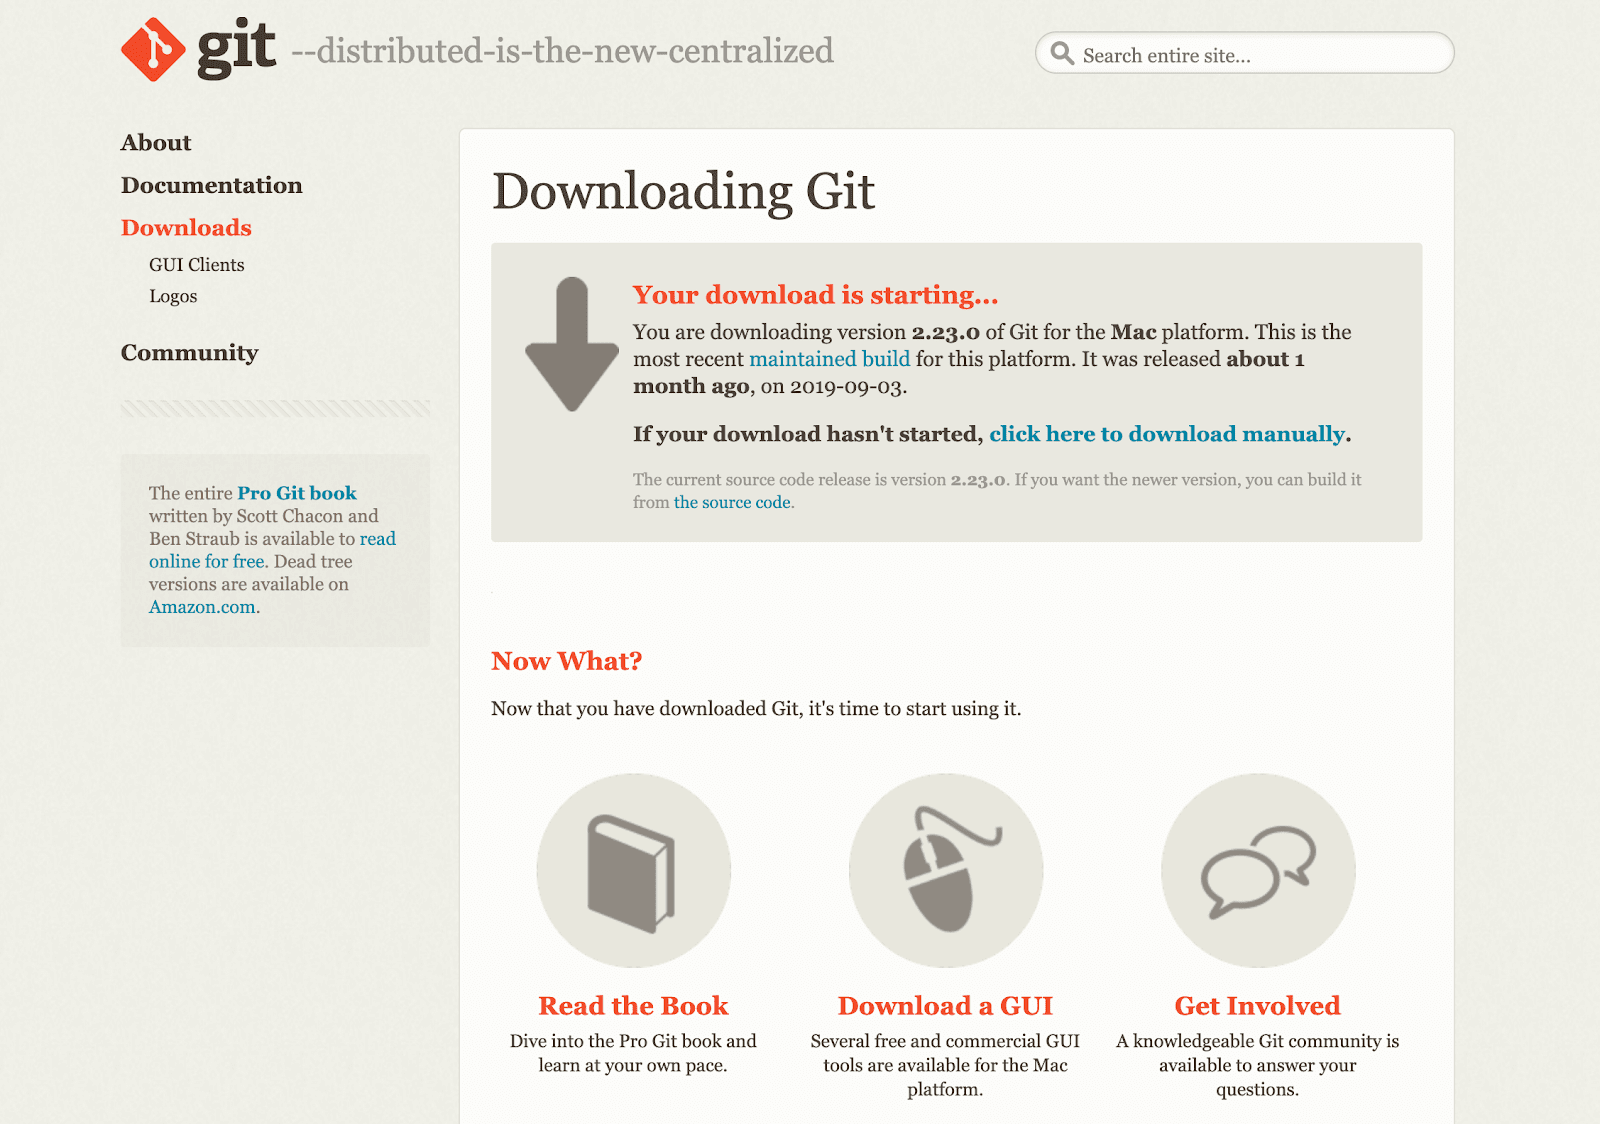 git --distributed-is-the-new-centralized
Search entire site...
About
Documentation
Downloads
GUI Clients
Logos
Community
The entire Pro Git book
written by Scott Chacon and
Ben Straub is available to read
online for free. Dead tree
versions are available on
Amazon.com.
Downloading Git
Your download is starting...
You are downloading version 2.23.0 of Git for the Mac platform. This is the
most recent maintained build for this platform. It was released about 1
month ago, on 2019-09-03.
If your download hasn't started, click here to download manually.
The current source code release is version 2.23.0. If you want the newer version, you can build it
from the source code.
Now What?
Now that you have downloaded Git, it's time to start using it.
Read the Book
Dive into the Pro Git book and
learn at your own pace.
Download a GUI
Several free and commercial GUI
tools are available for the Mac
platform.
Get Involved
A knowledgeable Git community is
available to answer your
questions.